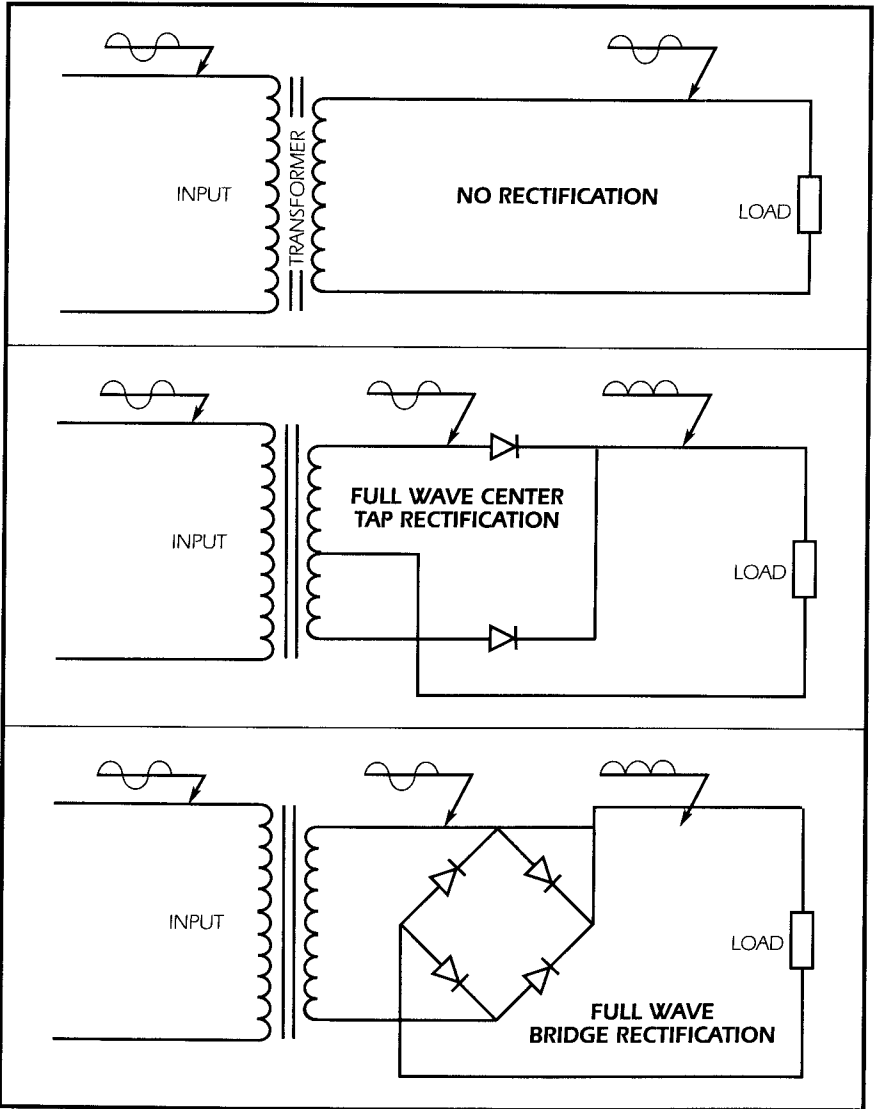 INPUT
TRANSFORMER
NO RECTIFICATION
LOAD
INPUT
FULL WAVE CENTER
TAP RECTIFICATION
LOAD
INPUT
LOAD
FULL WAVE
BRIDGE RECTIFICATION